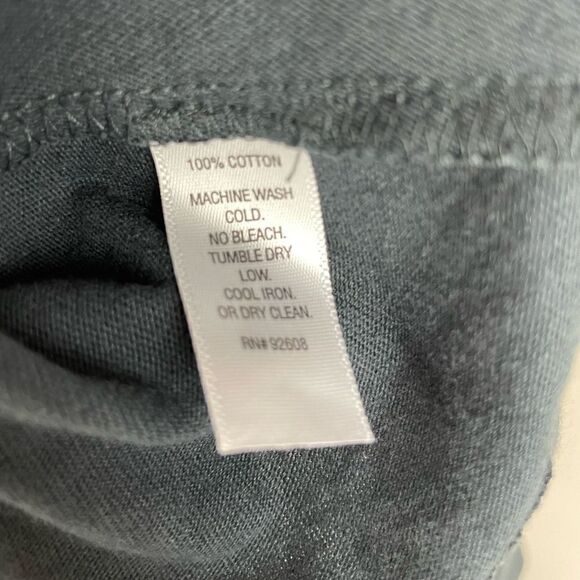 100% COTTON
MACHINE WASH
COLD.
NO BLEACH.
TUMBLE DRY
LOW.
COOL IRON.
OR DRY CLEAN.
RN# 92608